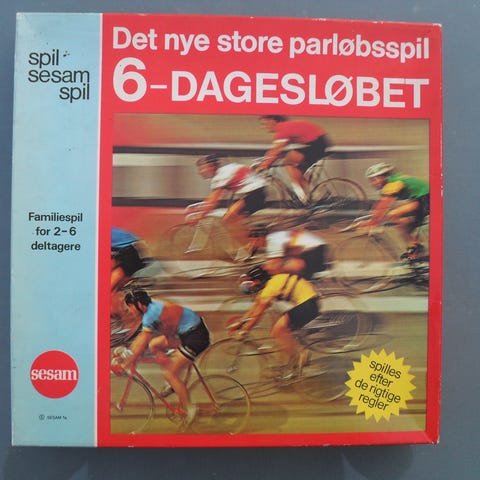 spil
sesam
spil
Det nye store parløbsspil
6-DAGESLØBET
Familiespil
for 2-6
deltagere
sesam
spilles
efter
de rigtige
regler